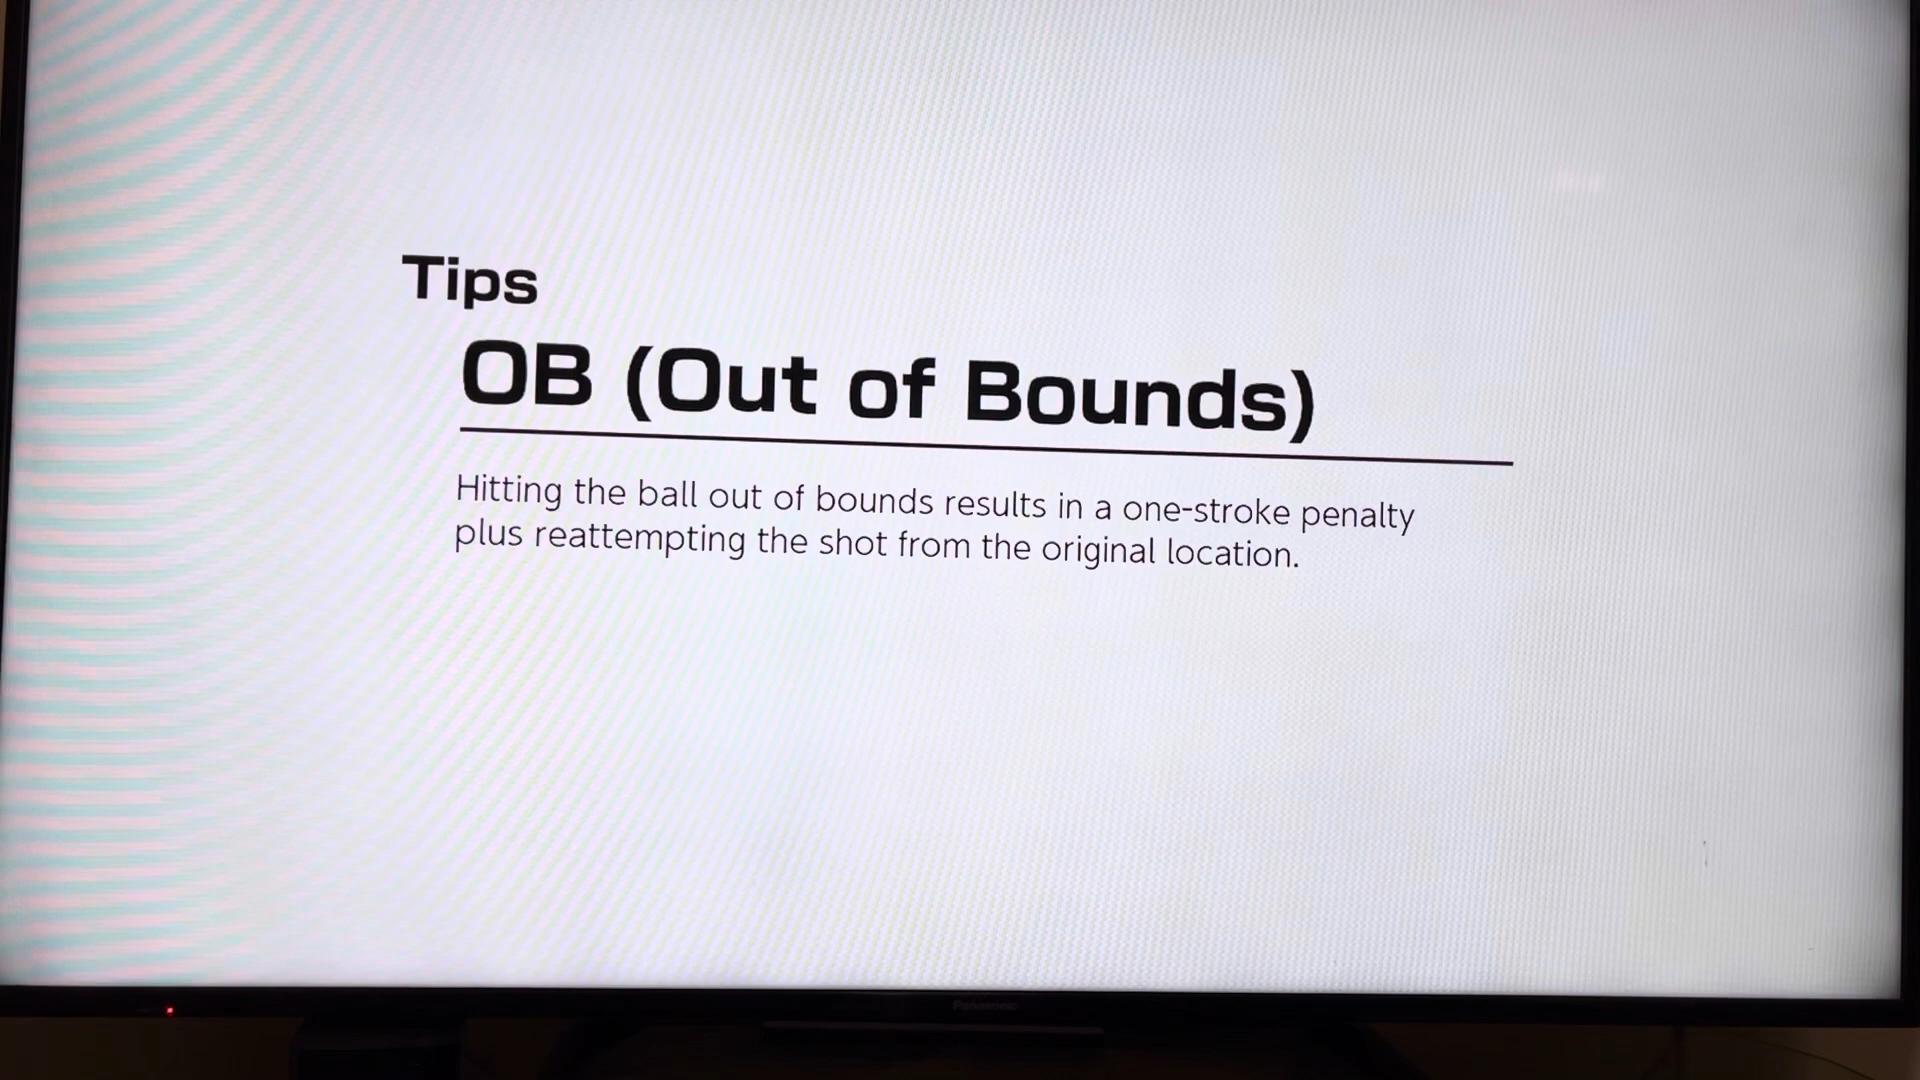 Tips
OB (Out of Bounds)
Hitting the ball out of bounds results in a one-stroke penalty
plus reattempting the shot from the original location.
Panasonic